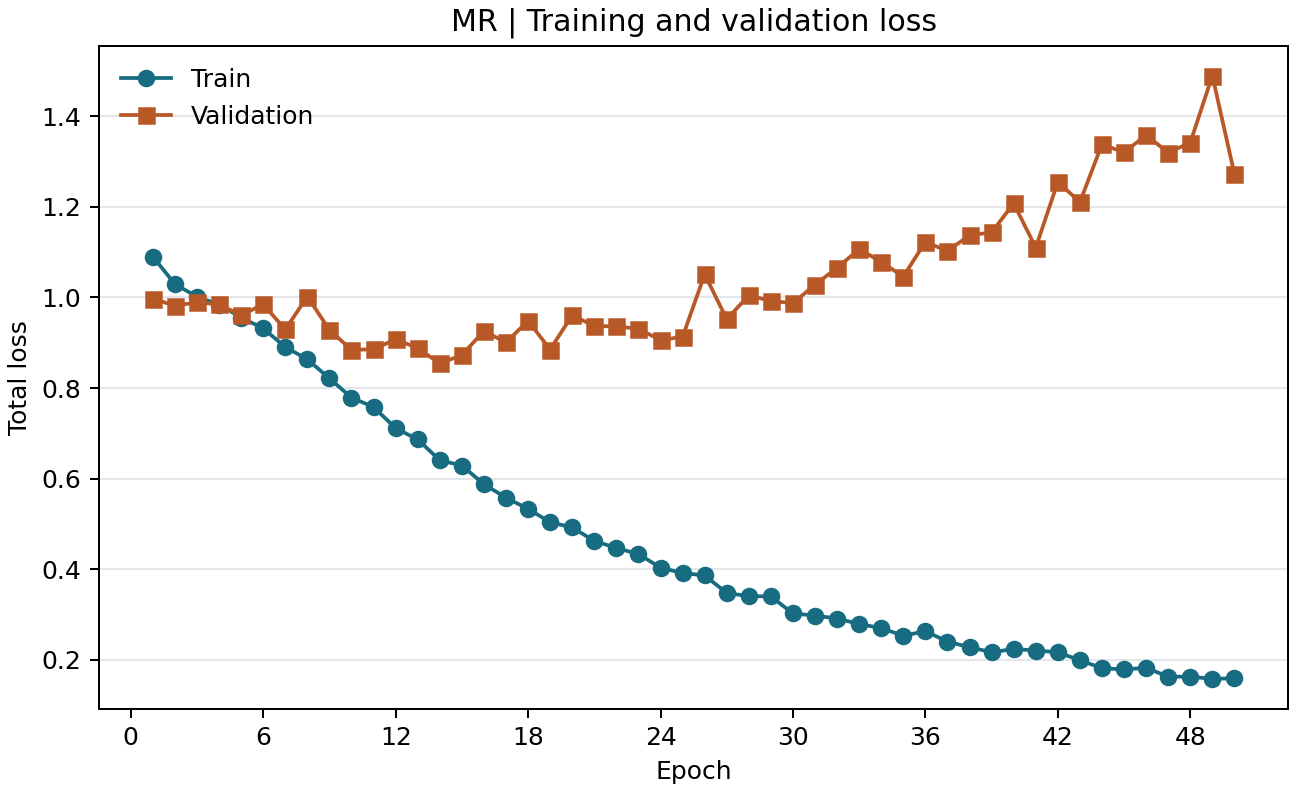 MR | Training and validation loss
Train
Validation
Total loss
1.4
1.2
1.0
0.8
0.6
0.4
0.2
0 6 12 18 24 30 36 42 48
Epoch